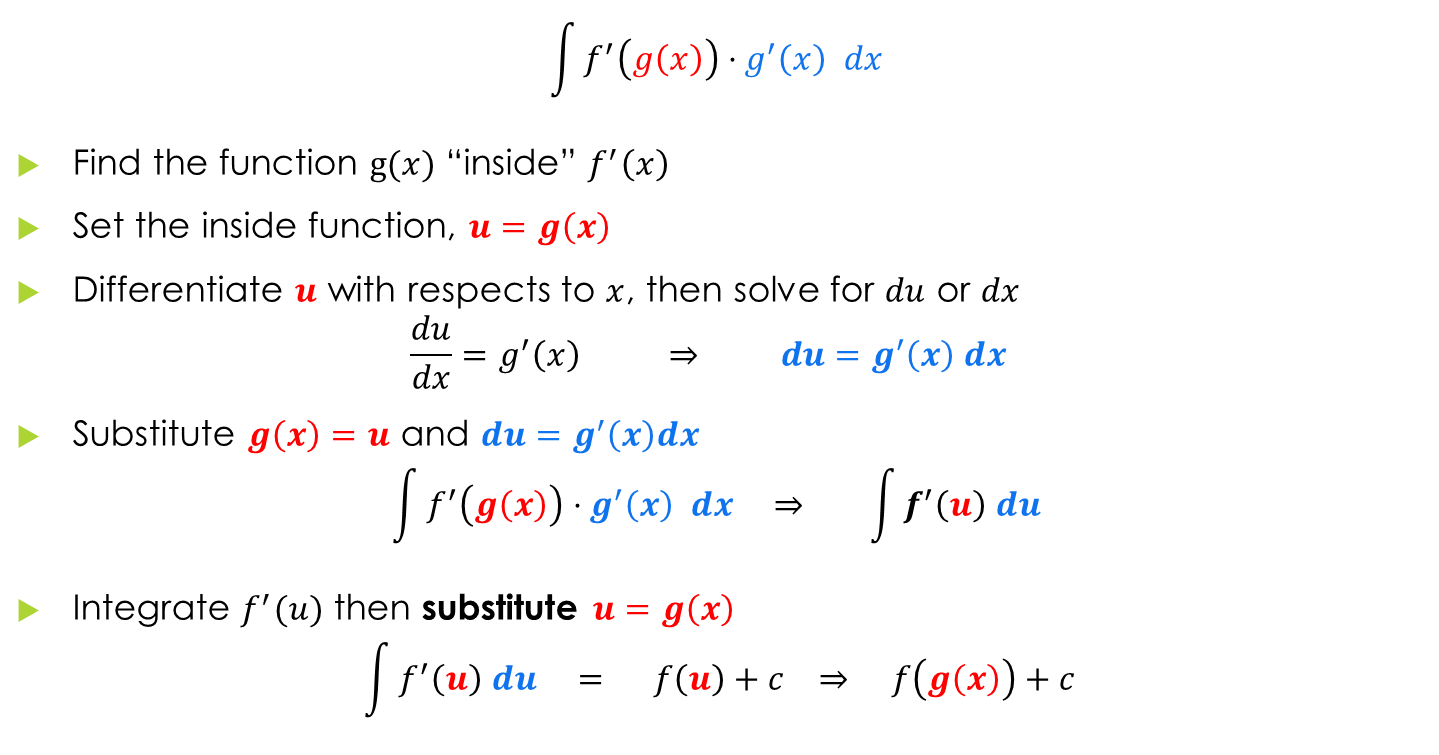 ∫ f′(g(x)) · g′(x) dx
▶ Find the function g(x) “inside” f′(x)
▶ Set the inside function, u = g(x)
▶ Differentiate u with respects to x, then solve for du or dx
du/dx = g′(x) ⇒ du = g′(x) dx
▶ Substitute g(x) = u and du = g′(x)dx
∫ f′(g(x)) · g′(x) dx ⇒ ∫ f′(u) du
▶ Integrate f′(u) then substitute u = g(x)
∫ f′(u) du = f(u) + c ⇒ f(g(x)) + c